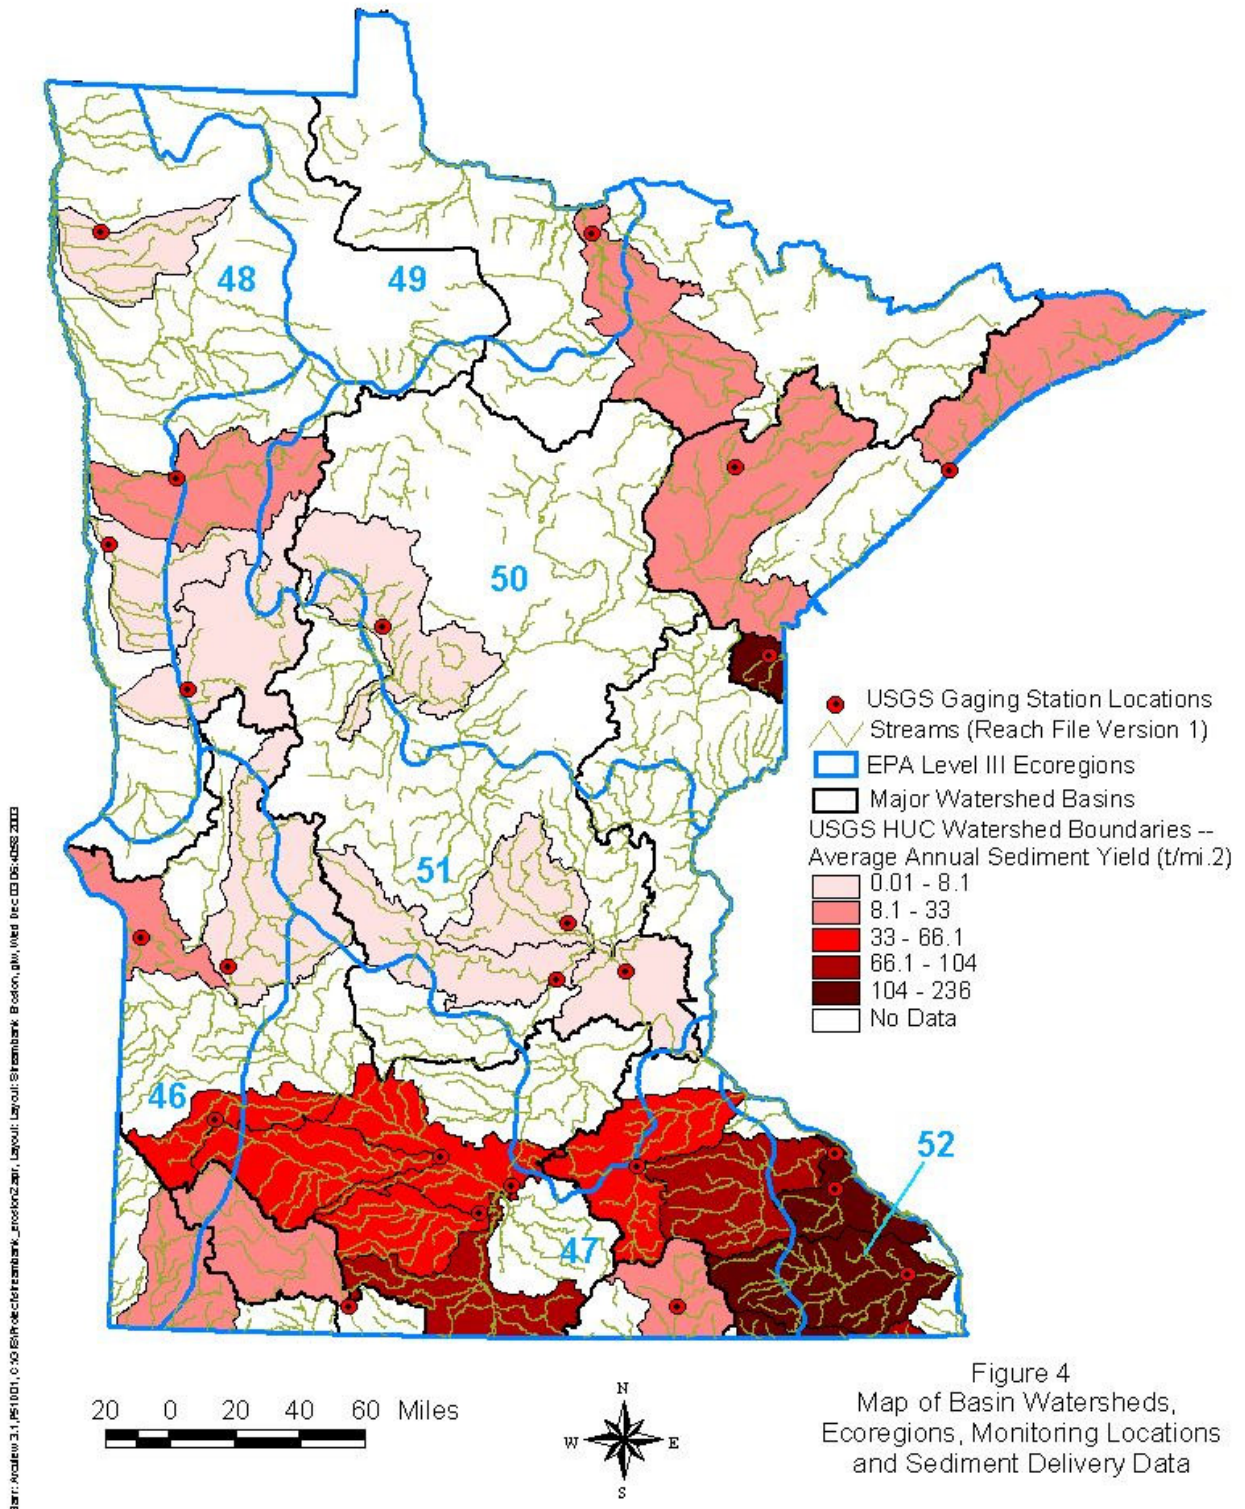 48
49
50
51
46
47
52
USGS Gaging Station Locations
Streams (Reach File Version 1)
EPA Level III Ecoregions
Major Watershed Basins
USGS HUC Watershed Boundaries --
Average Annual Sediment Yield (t/mi.2)
0.01 - 8.1
8.1 - 33
33 - 66.1
66.1 - 104
104 - 236
No Data
20 0 20 40 60 Miles
N
W E
S
Figure 4
Map of Basin Watersheds,
Ecoregions, Monitoring Locations
and Sediment Delivery Data